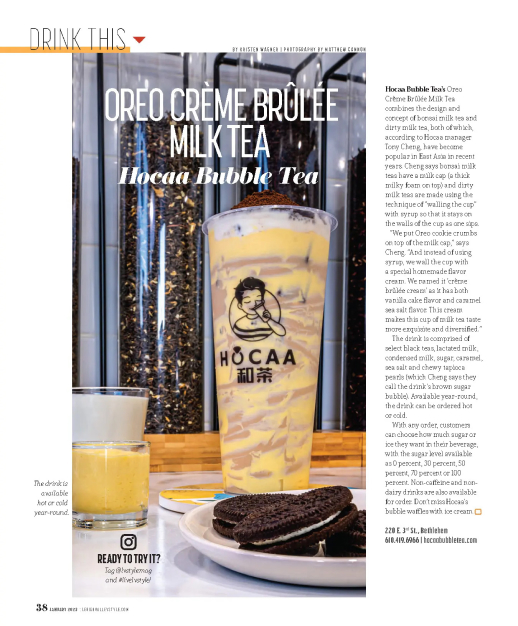 DRINK THIS
BY KRISTEN WAGNER | PHOTOGRAPHY BY MATTHEW CANNON
OREO CRÈME BRÛLÉE
MILK TEA
Hocaa Bubble Tea
HOCAA
和茶
The drink is
available
hot or cold
year-round.
READY TO TRY IT?
Tag @lvstylemag
and #livelvstyle!
Hocaa Bubble Tea's Oreo
Crème Brûlée Milk Tea
combines the design and
concept of bonsai milk tea and
dirty milk tea, both of which,
according to Hocaa manager
Tony Cheng, have become
popular in East Asia in recent
years. Cheng says bonsai milk
teas have a milk cap (a thick
milky foam on top) and dirty
milk teas are made using the
technique of "walling the cup"
with syrup so that it stays on
the walls of the cup as one sips.
"We put Oreo cookie crumbs
on top of the milk cap," says
Cheng. "And instead of using
syrup, we wall the cup with
a special homemade flavor
cream. We named it 'crème
brûlée cream' as it has both
vanilla cake flavor and caramel
sea salt flavor. This cream
makes this cup of milk tea taste
more exquisite and diversified."
The drink is comprised of
select black teas, lactated milk,
condensed milk, sugar, caramel,
sea salt and chewy tapioca
pearls (which Cheng says they
call the drink's brown sugar
bubble). Available year-round,
the drink can be ordered hot
or cold.
With any order, customers
can choose how much sugar or
ice they want in their beverage,
with the sugar level available
as 0 percent, 30 percent, 50
percent, 70 percent or 100
percent. Non-caffeine and non-
dairy drinks are also available
for order. Don't miss Hocaa's
bubble waffles with ice cream.
220 E. 3rd St., Bethlehem
610.419.6966 | hocaabubbletea.com
38 JANUARY 2023 | LEHIGHVALLEYSTYLE.COM